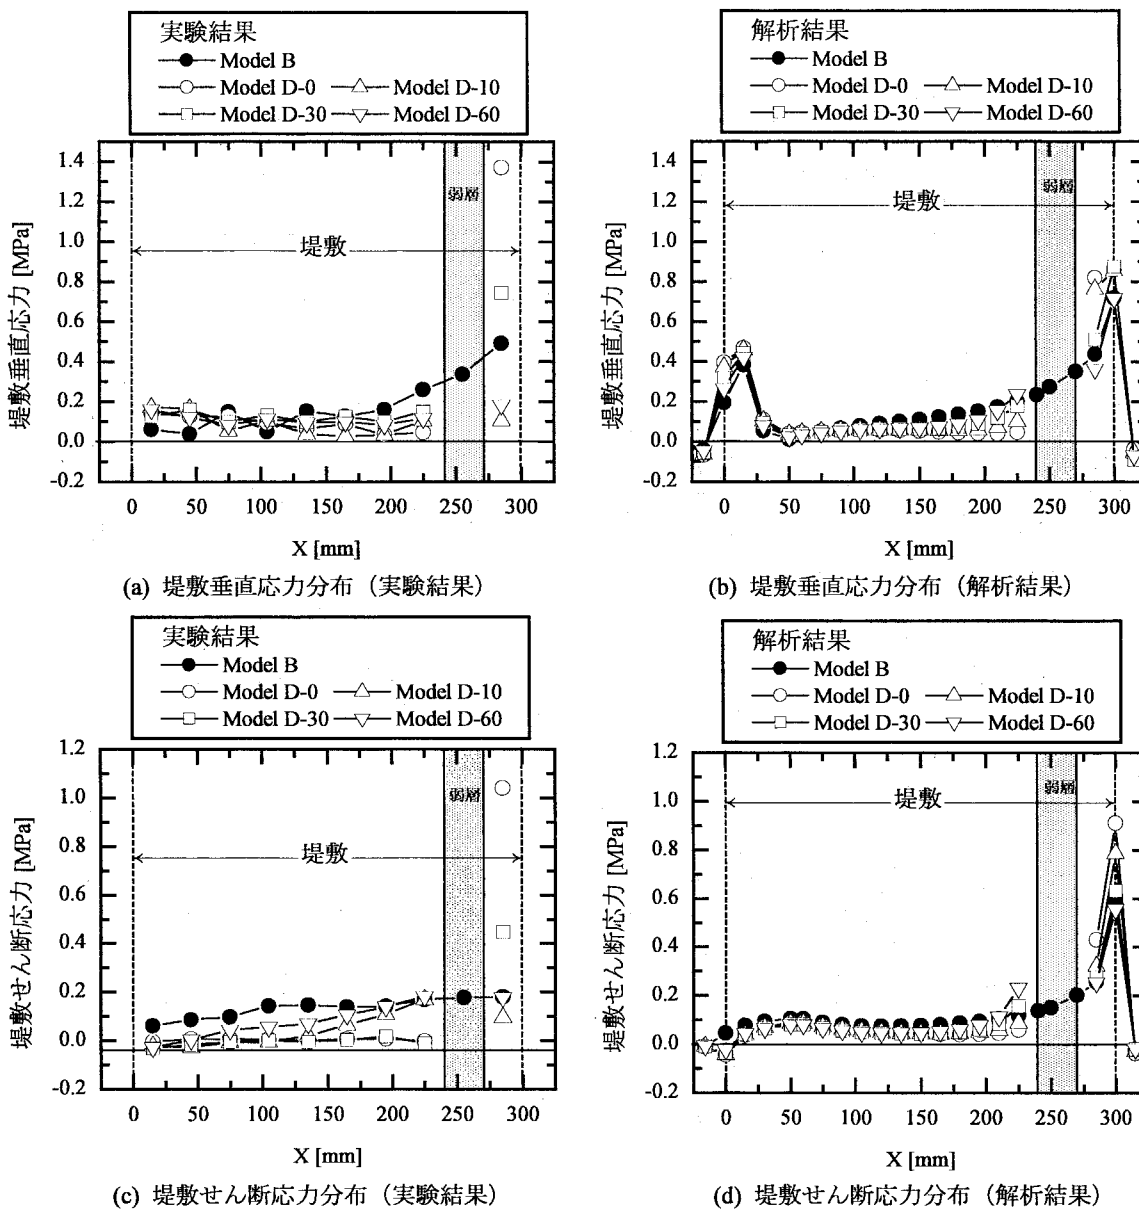 実験結果
Model B
Model D-0 Model D-10
Model D-30 Model D-60
堤敷垂直応力 [MPa]
1.4
1.2
1.0
0.8
0.6
0.4
0.2
0.0
-0.2
弱層
堤敷
0 50 100 150 200 250 300
X [mm]
(a) 堤敷垂直応力分布（実験結果）
解析結果
Model B
Model D-0 Model D-10
Model D-30 Model D-60
堤敷垂直応力 [MPa]
1.4
1.2
1.0
0.8
0.6
0.4
0.2
0.0
-0.2
弱層
堤敷
0 50 100 150 200 250 300
X [mm]
(b) 堤敷垂直応力分布（解析結果）
実験結果
Model B
Model D-0 Model D-10
Model D-30 Model D-60
堤敷せん断応力 [MPa]
1.2
1.0
0.8
0.6
0.4
0.2
0.0
-0.2
弱層
堤敷
0 50 100 150 200 250 300
X [mm]
(c) 堤敷せん断応力分布（実験結果）
解析結果
Model B
Model D-0 Model D-10
Model D-30 Model D-60
堤敷せん断応力 [MPa]
1.2
1.0
0.8
0.6
0.4
0.2
0.0
-0.2
弱層
堤敷
0 50 100 150 200 250 300
X [mm]
(d) 堤敷せん断応力分布（解析結果）